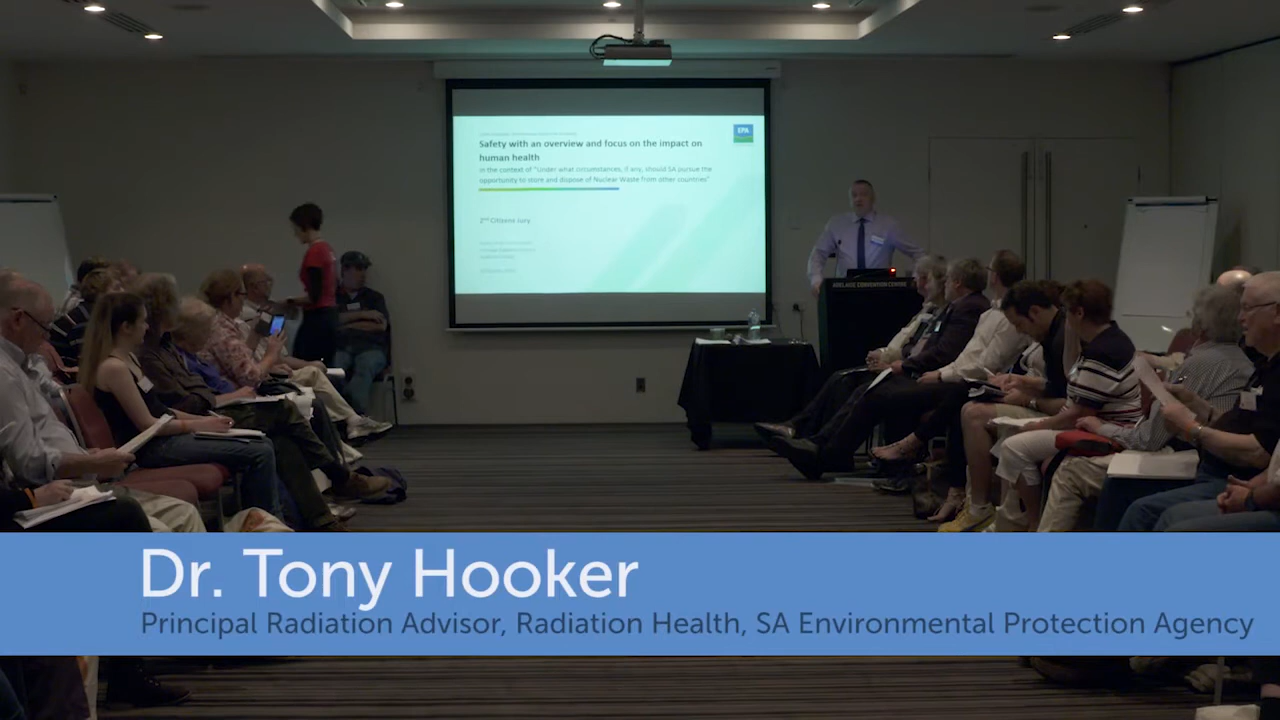 EPA
Safety with an overview and focus on the impact on
human health
in the context of "Under what circumstances, if any, should SA pursue the
opportunity to store and dispose of Nuclear Waste from other countries"
2nd Citizens Jury
ADELAIDE CONVENTION CENTRE
Dr. Tony Hooker
Principal Radiation Advisor, Radiation Health, SA Environmental Protection Agency